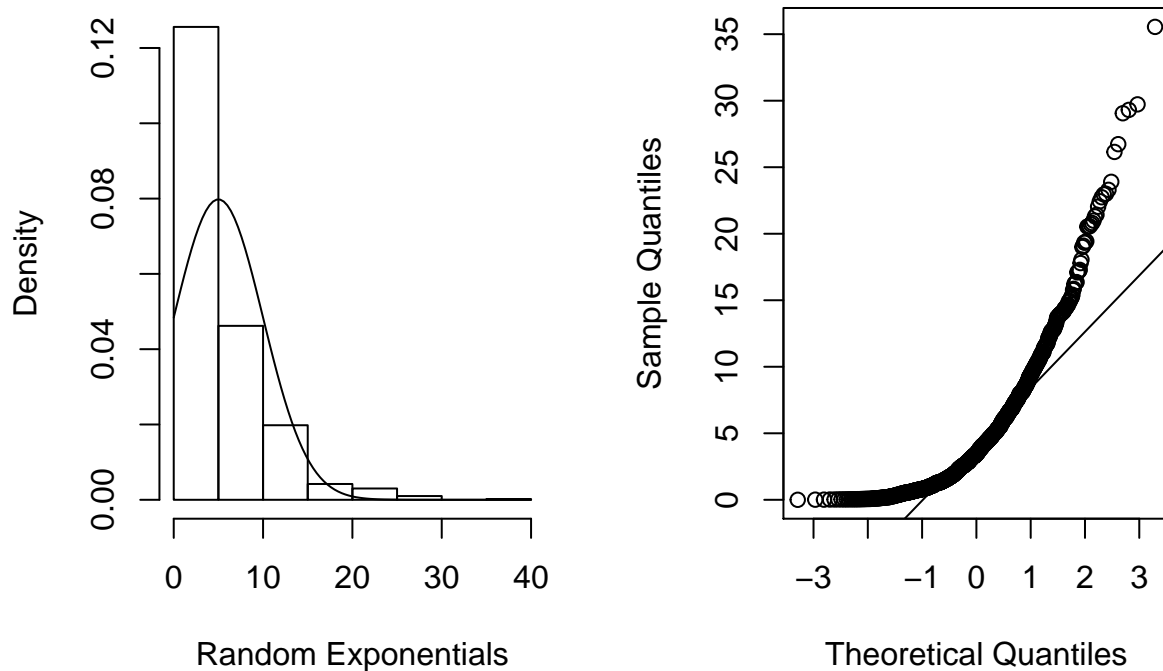 Density
0.00
0.04
0.08
0.12
0 10 20 30 40
Random Exponentials
Sample Quantiles
0
5
10
15
20
25
30
35
−3 −1 0 1 2 3
Theoretical Quantiles